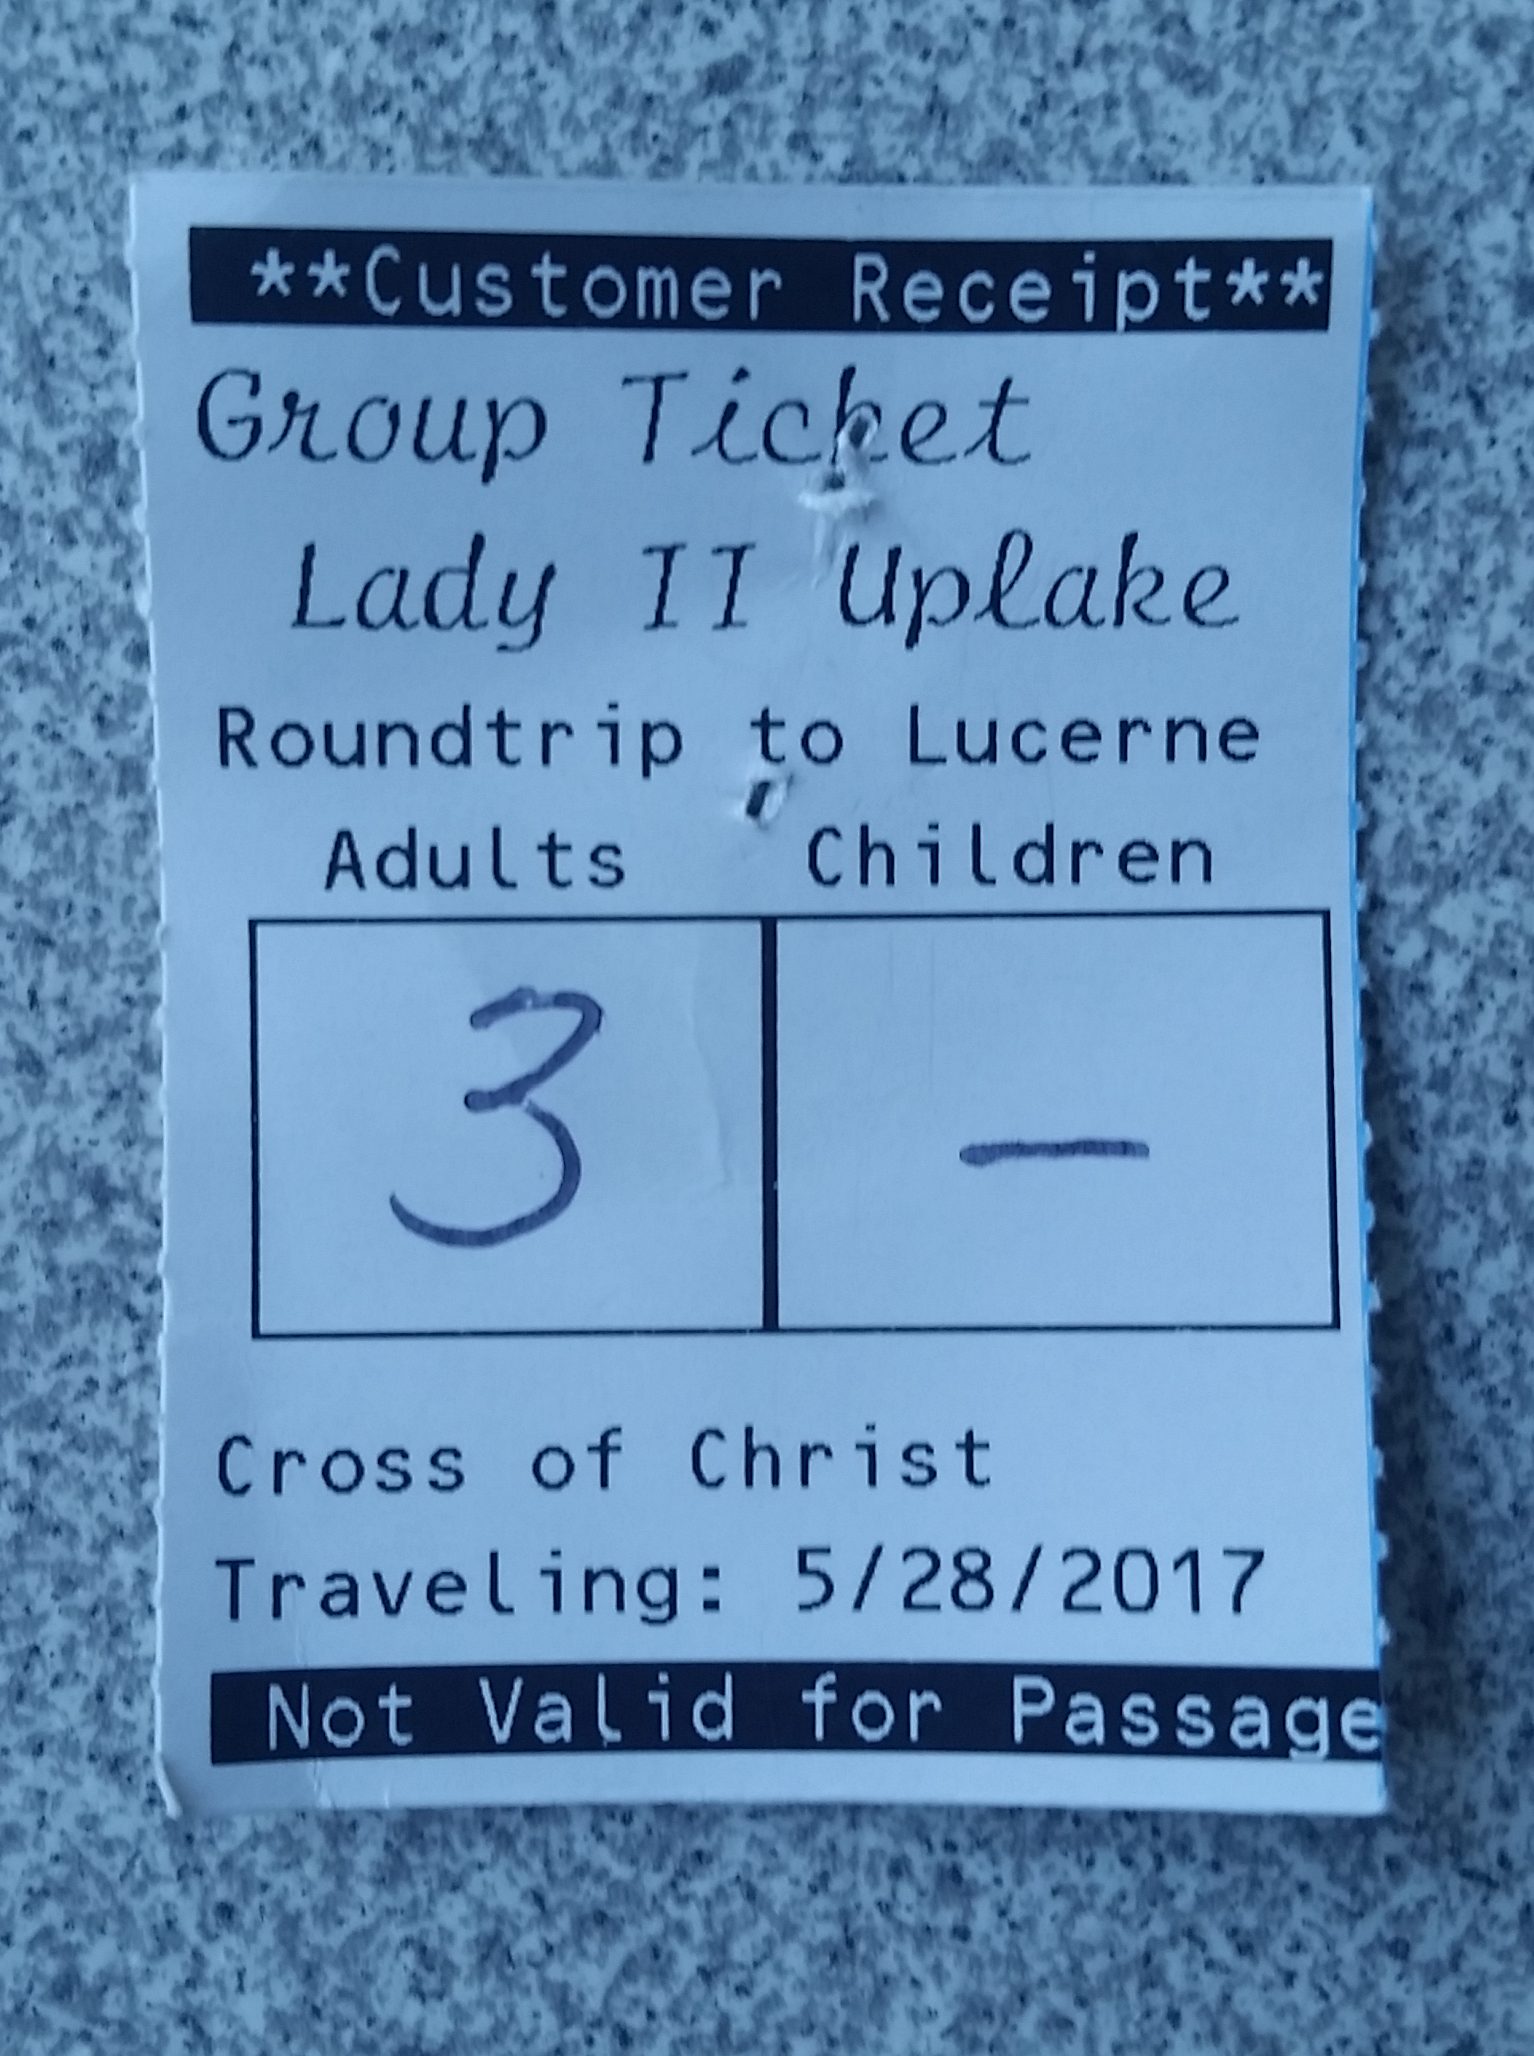 **Customer Receipt**
Group Ticket
Lady II Uplake
Roundtrip to Lucerne
Adults Children
3 —
Cross of Christ
Traveling: 5/28/2017
Not Valid for Passage